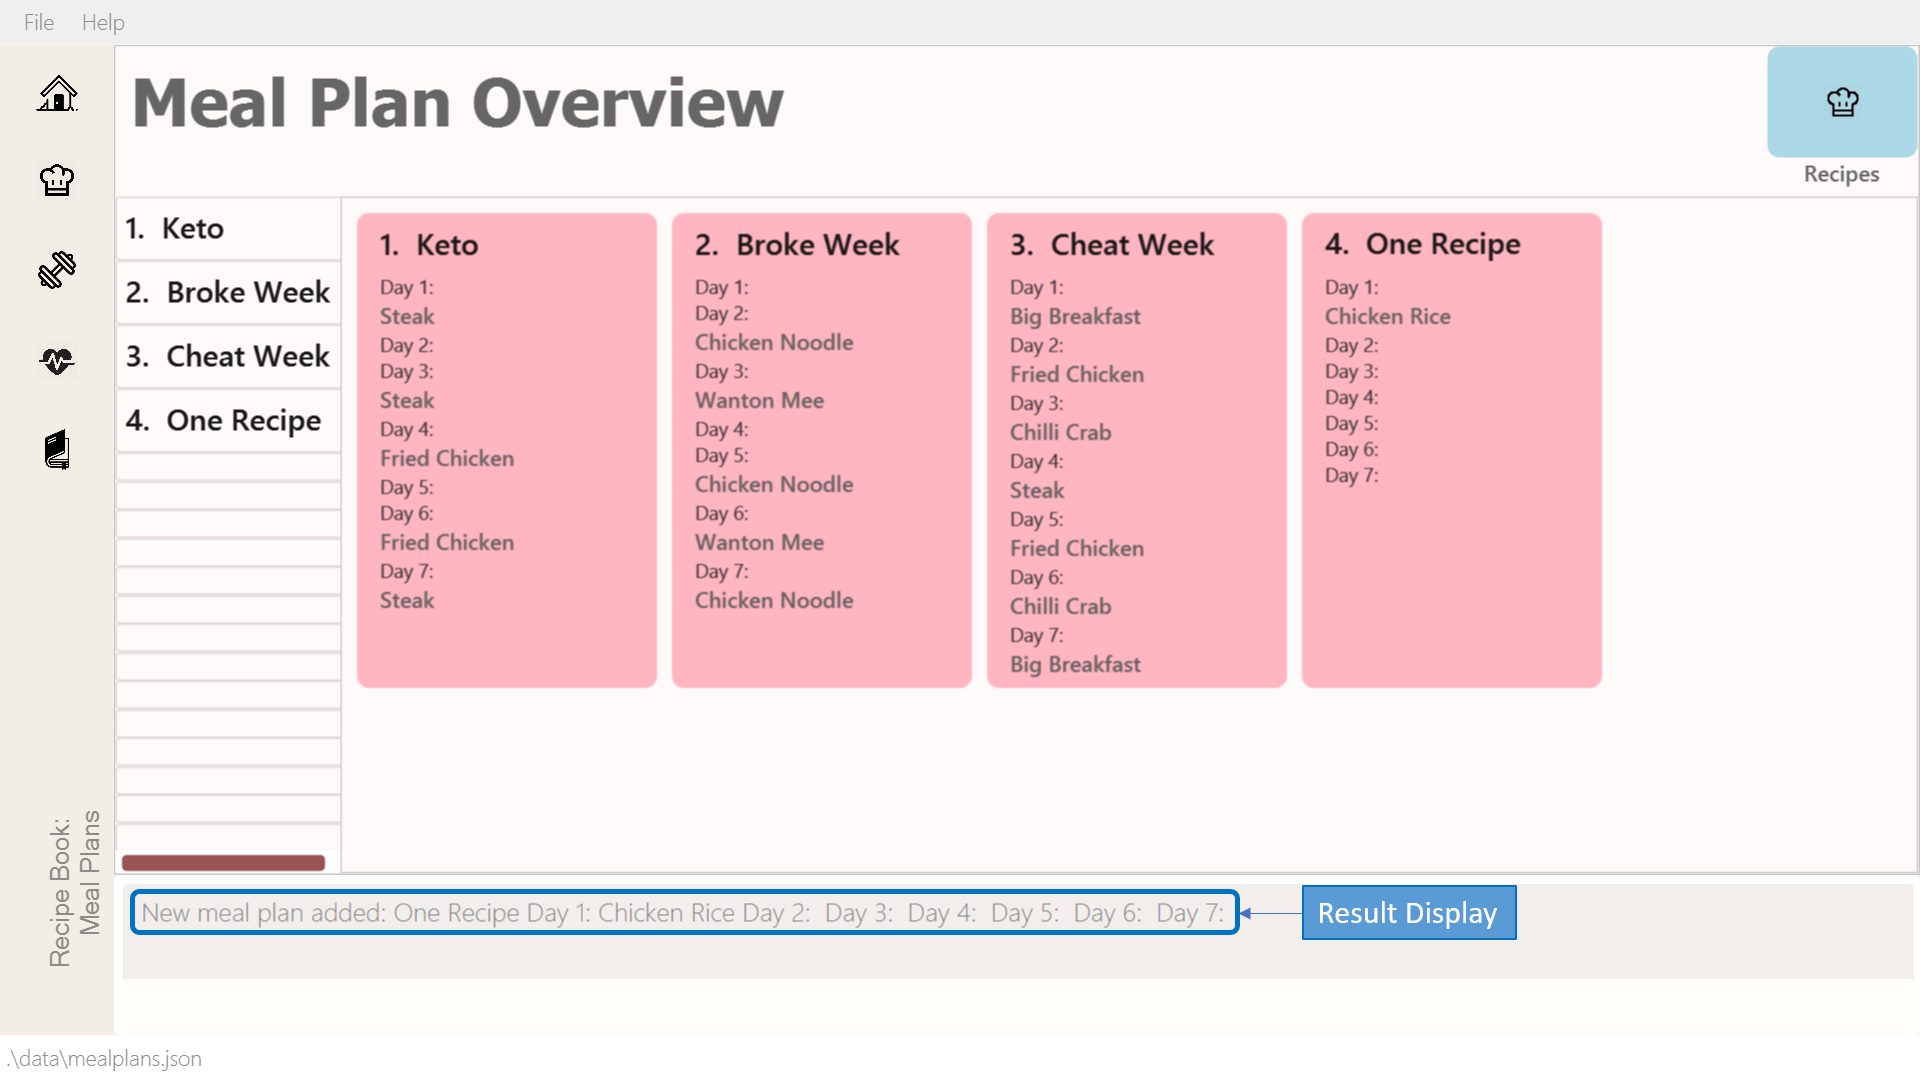 File Help
Meal Plan Overview
Recipes
1. Keto
2. Broke Week
3. Cheat Week
4. One Recipe
1. Keto
Day 1:
Steak
Day 2:
Day 3:
Steak
Day 4:
Fried Chicken
Day 5:
Day 6:
Fried Chicken
Day 7:
Steak
2. Broke Week
Day 1:
Day 2:
Chicken Noodle
Day 3:
Wanton Mee
Day 4:
Day 5:
Chicken Noodle
Day 6:
Wanton Mee
Day 7:
Chicken Noodle
3. Cheat Week
Day 1:
Big Breakfast
Day 2:
Fried Chicken
Day 3:
Chilli Crab
Day 4:
Steak
Day 5:
Fried Chicken
Day 6:
Chilli Crab
Day 7:
Big Breakfast
4. One Recipe
Day 1:
Chicken Rice
Day 2:
Day 3:
Day 4:
Day 5:
Day 6:
Day 7:
Recipe Book:
Meal Plans
New meal plan added: One Recipe Day 1: Chicken Rice Day 2: Day 3: Day 4: Day 5: Day 6: Day 7:
Result Display
.\data\mealplans.json